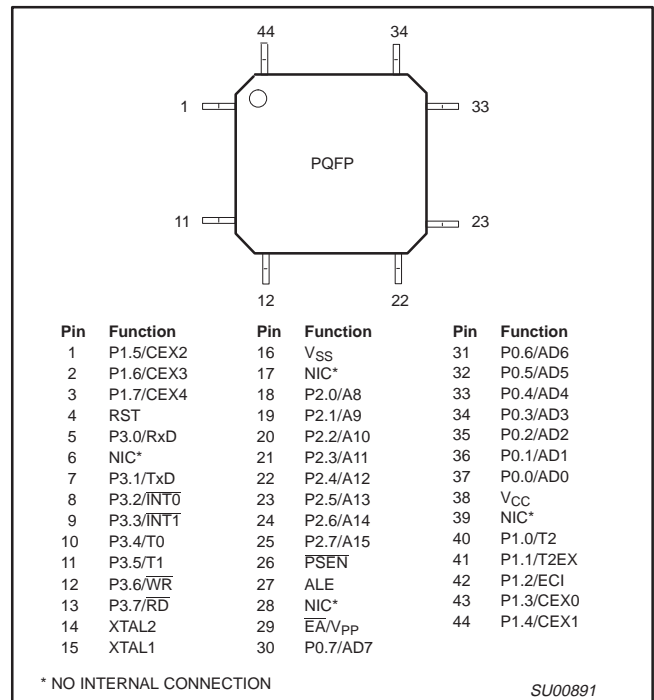 44 34
1 33
PQFP
11 23
12 22
Pin Function Pin Function Pin Function
1 P1.5/CEX2 16 VSS 31 P0.6/AD6
2 P1.6/CEX3 17 NIC* 32 P0.5/AD5
3 P1.7/CEX4 18 P2.0/A8 33 P0.4/AD4
4 RST 19 P2.1/A9 34 P0.3/AD3
5 P3.0/RxD 20 P2.2/A10 35 P0.2/AD2
6 NIC* 21 P2.3/A11 36 P0.1/AD1
7 P3.1/TxD 22 P2.4/A12 37 P0.0/AD0
8 P3.2/INT0 23 P2.5/A13 38 VCC
9 P3.3/INT1 24 P2.6/A14 39 NIC*
10 P3.4/T0 25 P2.7/A15 40 P1.0/T2
11 P3.5/T1 26 PSEN 41 P1.1/T2EX
12 P3.6/WR 27 ALE 42 P1.2/ECI
13 P3.7/RD 28 NIC* 43 P1.3/CEX0
14 XTAL2 29 EA/VPP 44 P1.4/CEX1
15 XTAL1 30 P0.7/AD7
* NO INTERNAL CONNECTION
SU00891